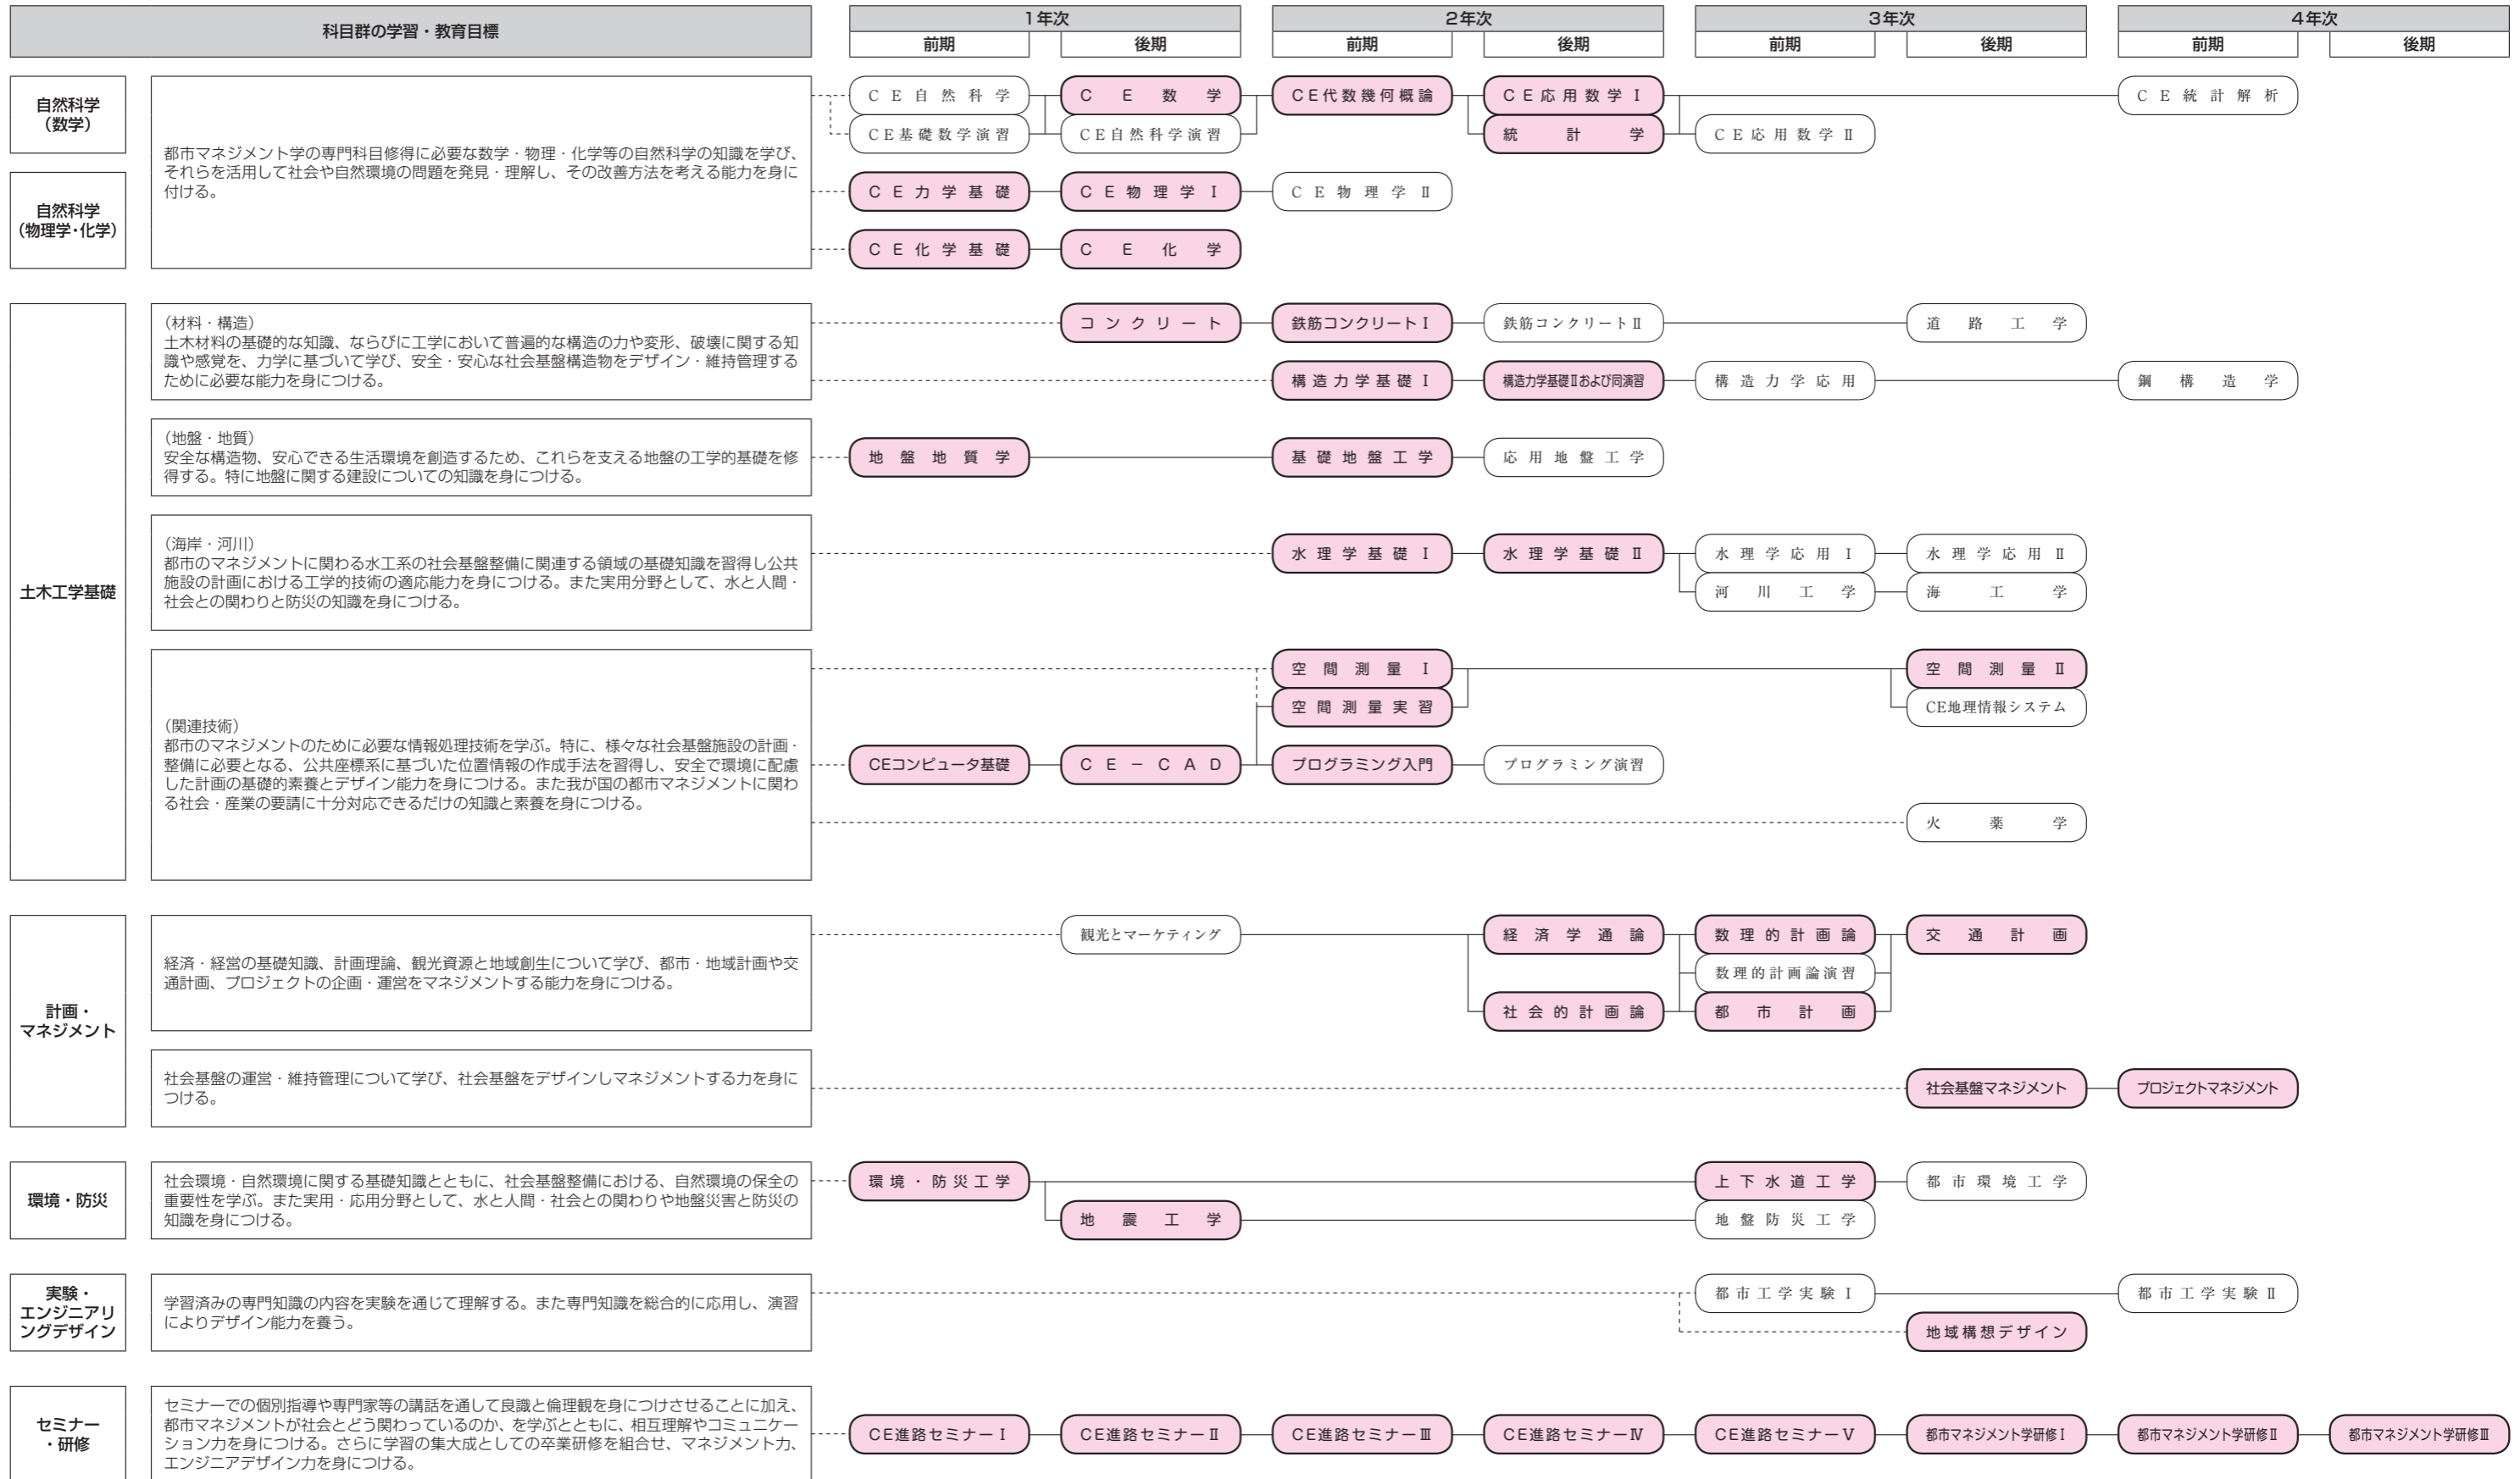 科目群の学習・教育目標
1年次
2年次
3年次
4年次
前期
後期
前期
後期
前期
後期
前期
後期
自然科学
（数学）
自然科学
（物理学・化学）
都市マネジメント学の専門科目修得に必要な数学・物理・化学等の自然科学の知識を学び、
それらを活用して社会や自然環境の問題を発見・理解し、その改善方法を考える能力を身に
付ける。
CE自然科学
CE数学
CE代数幾何概論
CE応用数学Ⅰ
CE統計解析
CE基礎数学演習
CE自然科学演習
統計学
CE応用数学Ⅱ
CE力学基礎
CE物理学Ⅰ
CE物理学Ⅱ
CE化学基礎
CE化学
土木工学基礎
（材料・構造）
土木材料の基礎的な知識、ならびに工学において普遍的な構造の力や変形、破壊に関する知
識や感覚を、力学に基づいて学び、安全・安心な社会基盤構造物をデザイン・維持管理する
ために必要な能力を身につける。
コンクリート
鉄筋コンクリートⅠ
鉄筋コンクリートⅡ
道路工学
構造力学基礎Ⅰ
構造力学基礎Ⅱおよび同演習
構造力学応用
鋼構造学
（地盤・地質）
安全な構造物、安心できる生活環境を創造するため、これらを支える地盤の工学的基礎を修
得する。特に地盤に関する建設についての知識を身につける。
地盤地質学
基礎地盤工学
応用地盤工学
（海岸・河川）
都市のマネジメントに関わる水工系の社会基盤整備に関連する領域の基礎知識を習得し公共
施設の計画における工学的技術の適応能力を身につける。また実用分野として、水と人間・
社会との関わりと防災の知識を身につける。
水理学基礎Ⅰ
水理学基礎Ⅱ
水理学応用Ⅰ
水理学応用Ⅱ
河川工学
海工学
（関連技術）
都市のマネジメントのために必要な情報処理技術を学ぶ。特に、様々な社会基盤施設の計画・
整備に必要となる、公共座標系に基づいた位置情報の作成手法を習得し、安全で環境に配慮
した計画の基礎的素養とデザイン能力を身につける。また我が国の都市マネジメントに関わ
る社会・産業の要請に十分対応できるだけの知識と素養を身につける。
空間測量Ⅰ
空間測量Ⅱ
空間測量実習
CE地理情報システム
CEコンピュータ基礎
CE－CAD
プログラミング入門
プログラミング演習
火薬学
計画・
マネジメント
経済・経営の基礎知識、計画理論、観光資源と地域創生について学び、都市・地域計画や交
通計画、プロジェクトの企画・運営をマネジメントする能力を身につける。
観光とマーケティング
経済学通論
数理的計画論
交通計画
数理的計画論演習
社会的計画論
都市計画
社会基盤の運営・維持管理について学び、社会基盤をデザインしマネジメントする力を身に
つける。
社会基盤マネジメント
プロジェクトマネジメント
環境・防災
社会環境・自然環境に関する基礎知識とともに、社会基盤整備における、自然環境の保全の
重要性を学ぶ。また実用・応用分野として、水と人間・社会との関わりや地盤災害と防災の
知識を身につける。
環境・防災工学
上下水道工学
都市環境工学
地震工学
地盤防災工学
実験・
エンジニアリ
ングデザイン
学習済みの専門知識の内容を実験を通じて理解する。また専門知識を総合的に応用し、演習
によりデザイン能力を養う。
都市工学実験Ⅰ
都市工学実験Ⅱ
地域構想デザイン
セミナー
・研修
セミナーでの個別指導や専門家等の講話を通して良識と倫理観を身につけさせることに加え、
都市マネジメントが社会とどう関わっているのか、を学ぶとともに、相互理解やコミュニケー
ション力を身につける。さらに学習の集大成としての卒業研修を組合せ、マネジメント力、
エンジニアデザイン力を身につける。
CE進路セミナーⅠ
CE進路セミナーⅡ
CE進路セミナーⅢ
CE進路セミナーⅣ
CE進路セミナーⅤ
都市マネジメント学研修Ⅰ
都市マネジメント学研修Ⅱ
都市マネジメント学研修Ⅲ